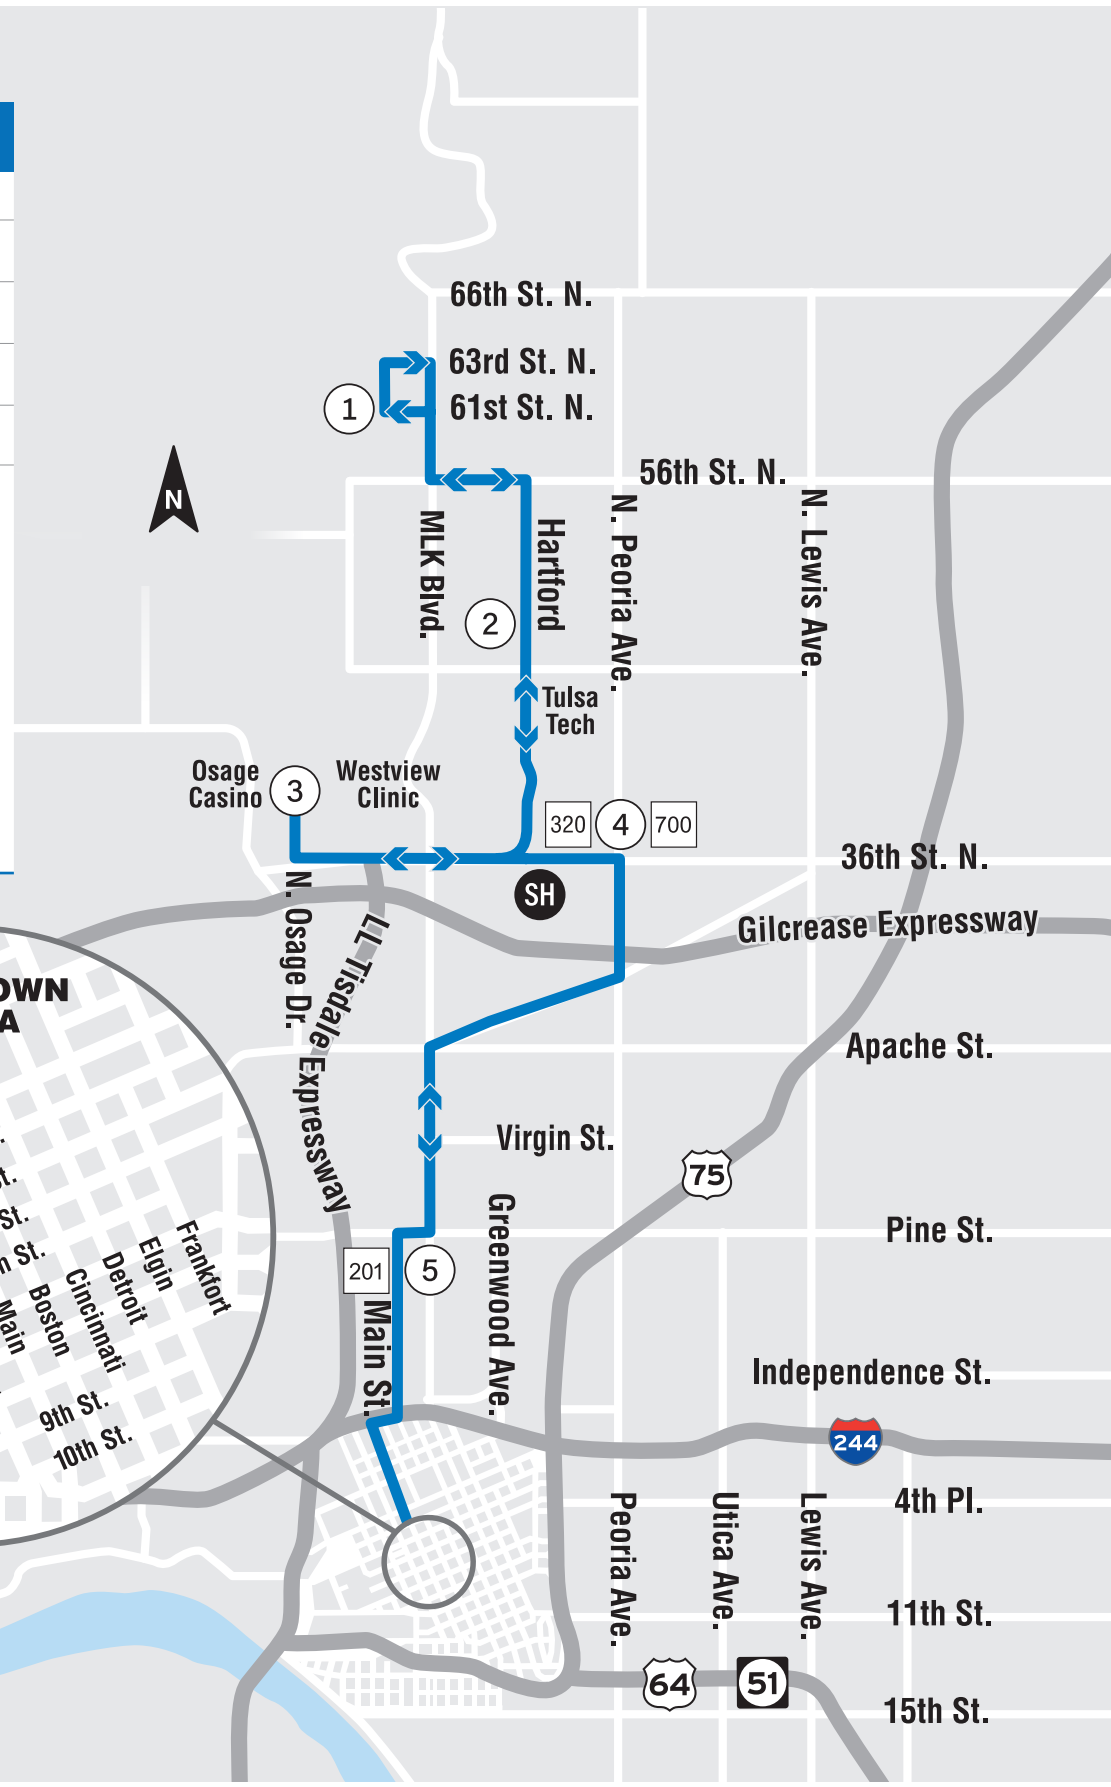 66th St. N.
63rd St. N.
1
61st St. N.
56th St. N.
N
MLK Blvd.
Hartford
N. Peoria Ave.
N. Lewis Ave.
2
Tulsa
Tech
Osage
Casino
3
Westview
Clinic
320
4
700
36th St. N.
SH
N. Osage Dr.
LL Tisdale Expressway
Gilcrease Expressway
Apache St.
Virgin St.
75
Greenwood Ave.
Pine St.
201
5
Main St.
Independence St.
244
4th Pl.
Peoria Ave.
Utica Ave.
Lewis Ave.
11th St.
64
51
15th St.
Main
Boston
Cincinnati
Detroit
Elgin
Frankfort
9th St.
10th St.